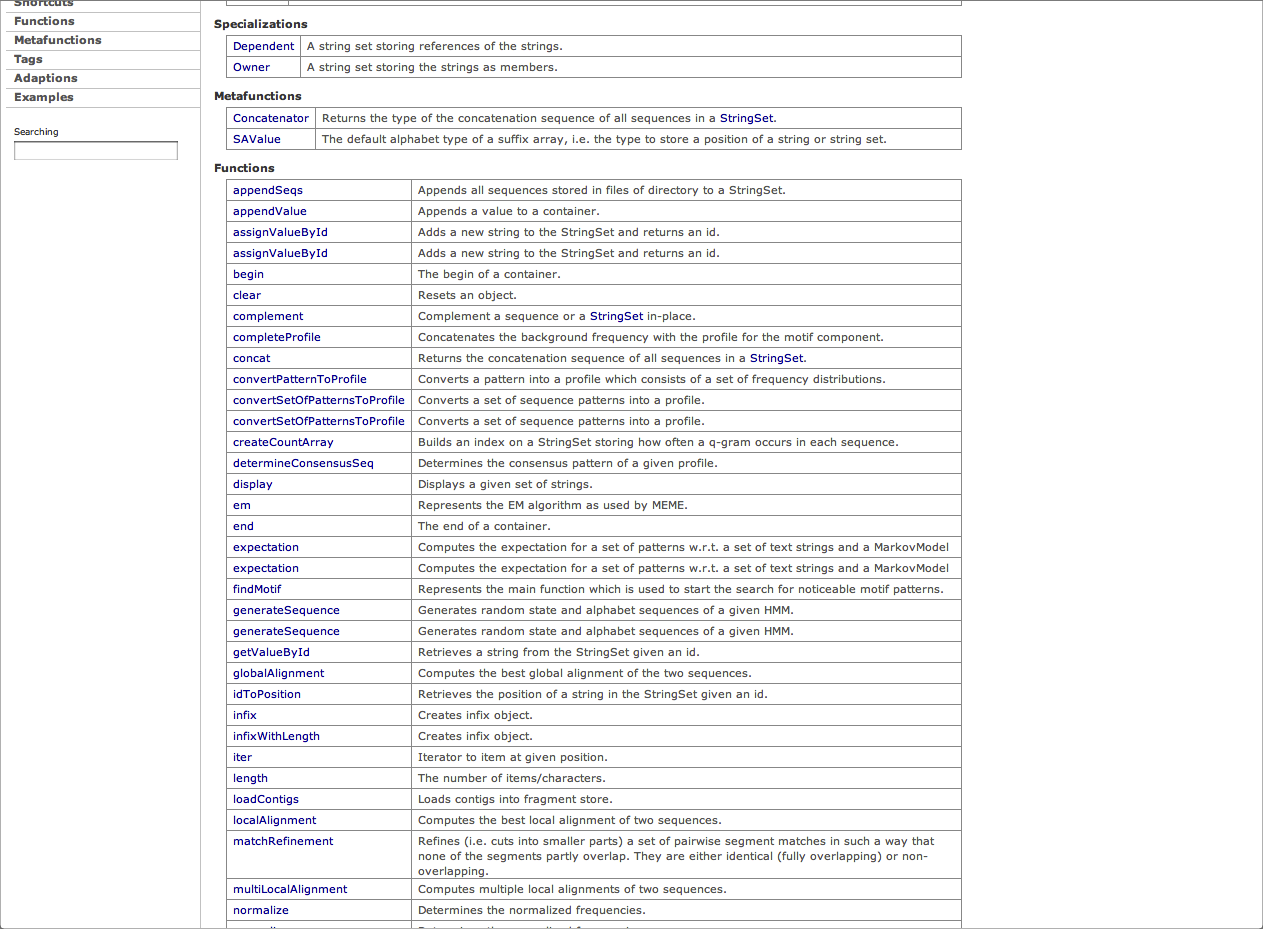 Shortcuts
Functions
Metafunctions
Tags
Adaptions
Examples
Searching
Specializations
Dependent A string set storing references of the strings.
Owner A string set storing the strings as members.
Metafunctions
Concatenator Returns the type of the concatenation sequence of all sequences in a StringSet.
SAValue The default alphabet type of a suffix array, i.e. the type to store a position of a string or string set.
Functions
appendSeqs Appends all sequences stored in files of directory to a StringSet.
appendValue Appends a value to a container.
assignValueById Adds a new string to the StringSet and returns an id.
assignValueById Adds a new string to the StringSet and returns an id.
begin The begin of a container.
clear Resets an object.
complement Complement a sequence or a StringSet in-place.
completeProfile Concatenates the background frequency with the profile for the motif component.
concat Returns the concatenation sequence of all sequences in a StringSet.
convertPatternToProfile Converts a pattern into a profile which consists of a set of frequency distributions.
convertSetOfPatternsToProfile Converts a set of sequence patterns into a profile.
convertSetOfPatternsToProfile Converts a set of sequence patterns into a profile.
createCountArray Builds an index on a StringSet storing how often a q-gram occurs in each sequence.
determineConsensusSeq Determines the consensus pattern of a given profile.
display Displays a given set of strings.
em Represents the EM algorithm as used by MEME.
end The end of a container.
expectation Computes the expectation for a set of patterns w.r.t. a set of text strings and a MarkovModel
expectation Computes the expectation for a set of patterns w.r.t. a set of text strings and a MarkovModel
findMotif Represents the main function which is used to start the search for noticeable motif patterns.
generateSequence Generates random state and alphabet sequences of a given HMM.
generateSequence Generates random state and alphabet sequences of a given HMM.
getValueById Retrieves a string from the StringSet given an id.
globalAlignment Computes the best global alignment of the two sequences.
idToPosition Retrieves the position of a string in the StringSet given an id.
infix Creates infix object.
infixWithLength Creates infix object.
iter Iterator to item at given position.
length The number of items/characters.
loadContigs Loads contigs into fragment store.
localAlignment Computes the best local alignment of two sequences.
matchRefinement Refines (i.e. cuts into smaller parts) a set of pairwise segment matches in such a way that
none of the segments partly overlap. They are either identical (fully overlapping) or non-
overlapping.
multiLocalAlignment Computes multiple local alignments of two sequences.
normalize Determines the normalized frequencies.